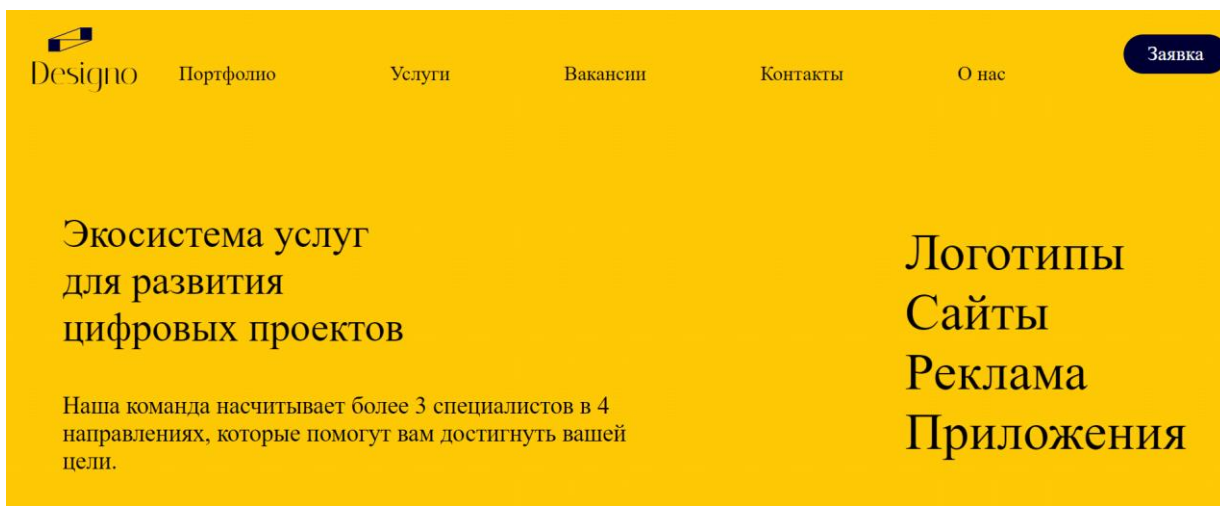 Designo
Портфолио Услуги Вакансии Контакты О нас Заявка
Экосистема услуг
для развития
цифровых проектов
Наша команда насчитывает более 3 специалистов в 4
направлениях, которые помогут вам достигнуть вашей
цели.
Логотипы
Сайты
Реклама
Приложения